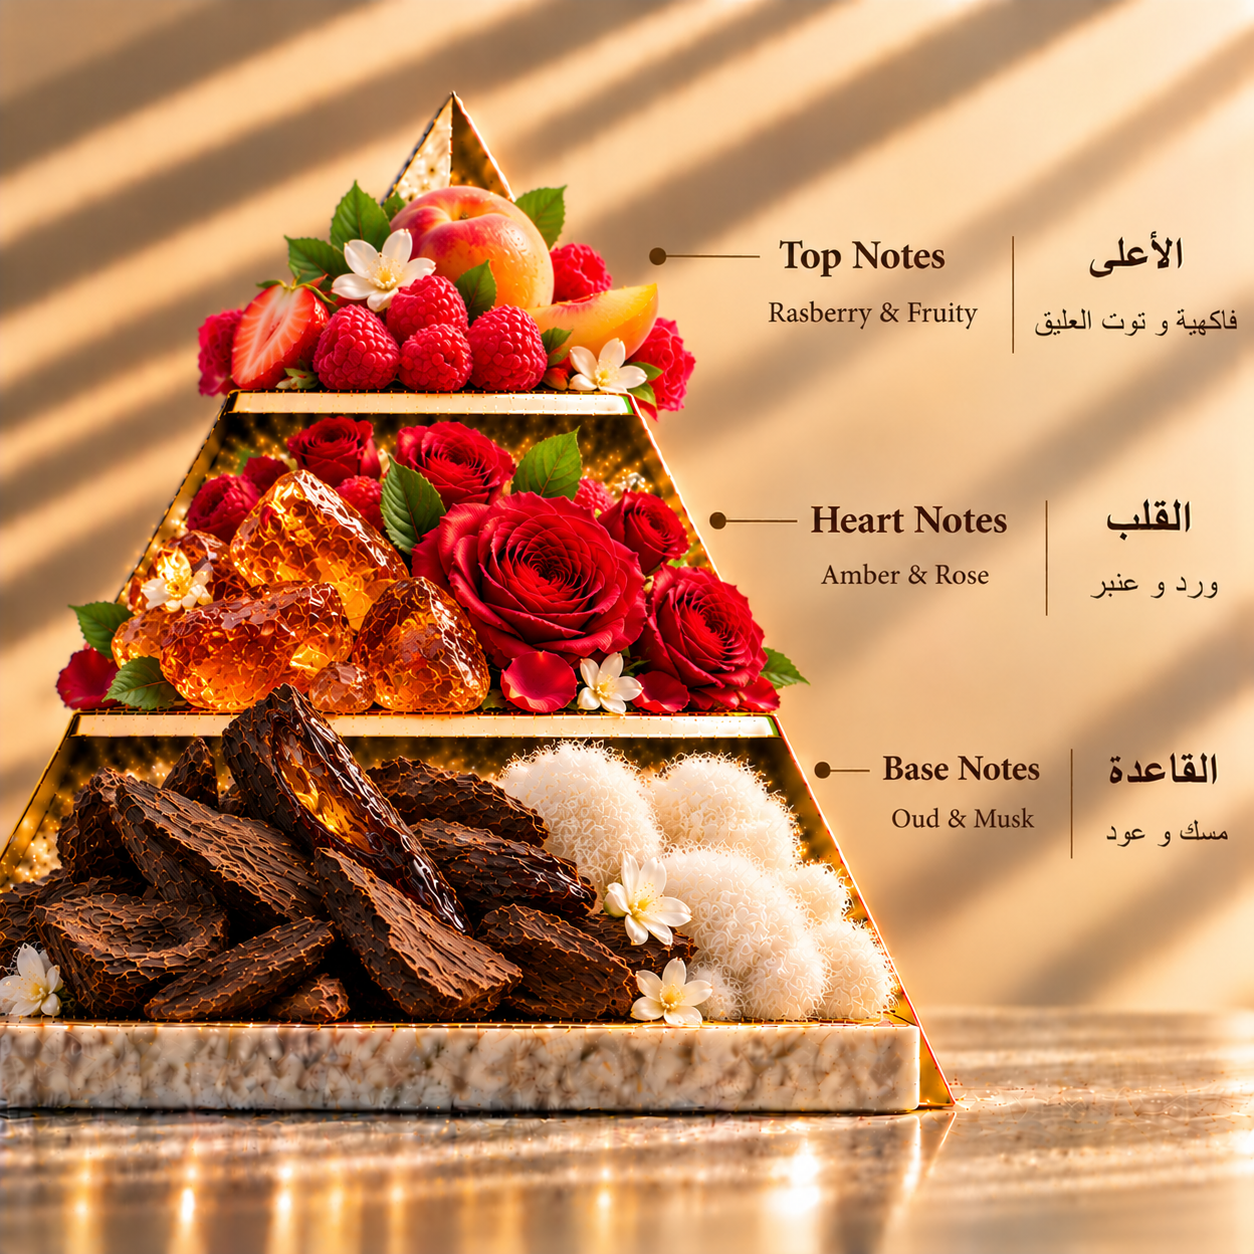 Top Notes
Rasberry & Fruity
الأعلى
فاكهية و توت العليق
Heart Notes
Amber & Rose
القلب
ورد و عنبر
Base Notes
Oud & Musk
القاعدة
مسك و عود